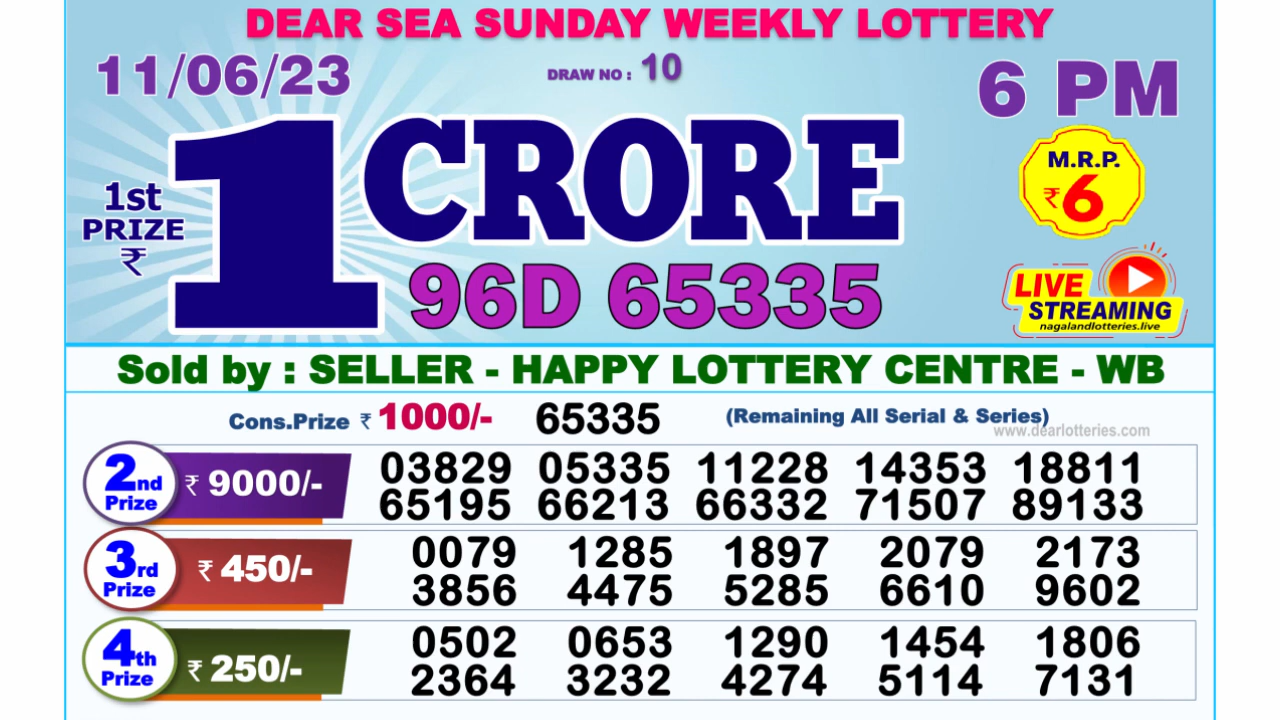 DEAR SEA SUNDAY WEEKLY LOTTERY
11/06/23
DRAW NO : 10
6 PM
1st
PRIZE
₹
1 CRORE
96D 65335
M.R.P.
₹6
LIVE
STREAMING
nagalandlotteries.live
Sold by : SELLER - HAPPY LOTTERY CENTRE - WB
Cons.Prize ₹ 1000/- 65335 (Remaining All Serial & Series)
www.dearlotteries.com
2nd Prize ₹ 9000/-
03829 05335 11228 14353 18811
65195 66213 66332 71507 89133
3rd Prize ₹ 450/-
0079 1285 1897 2079 2173
3856 4475 5285 6610 9602
4th Prize ₹ 250/-
0502 0653 1290 1454 1806
2364 3232 4274 5114 7131